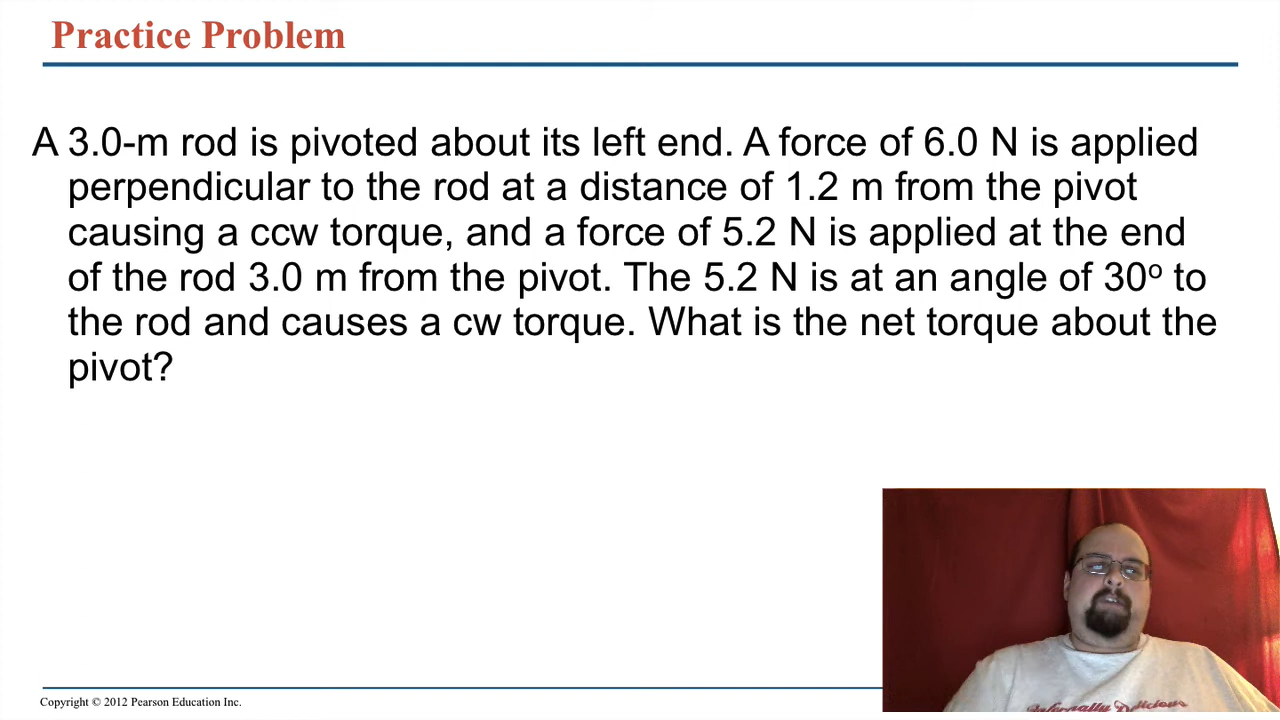 Practice Problem
A 3.0-m rod is pivoted about its left end. A force of 6.0 N is applied
perpendicular to the rod at a distance of 1.2 m from the pivot
causing a ccw torque, and a force of 5.2 N is applied at the end
of the rod 3.0 m from the pivot. The 5.2 N is at an angle of 30º to
the rod and causes a cw torque. What is the net torque about the
pivot?
Infernally Delicious
Copyright © 2012 Pearson Education Inc.